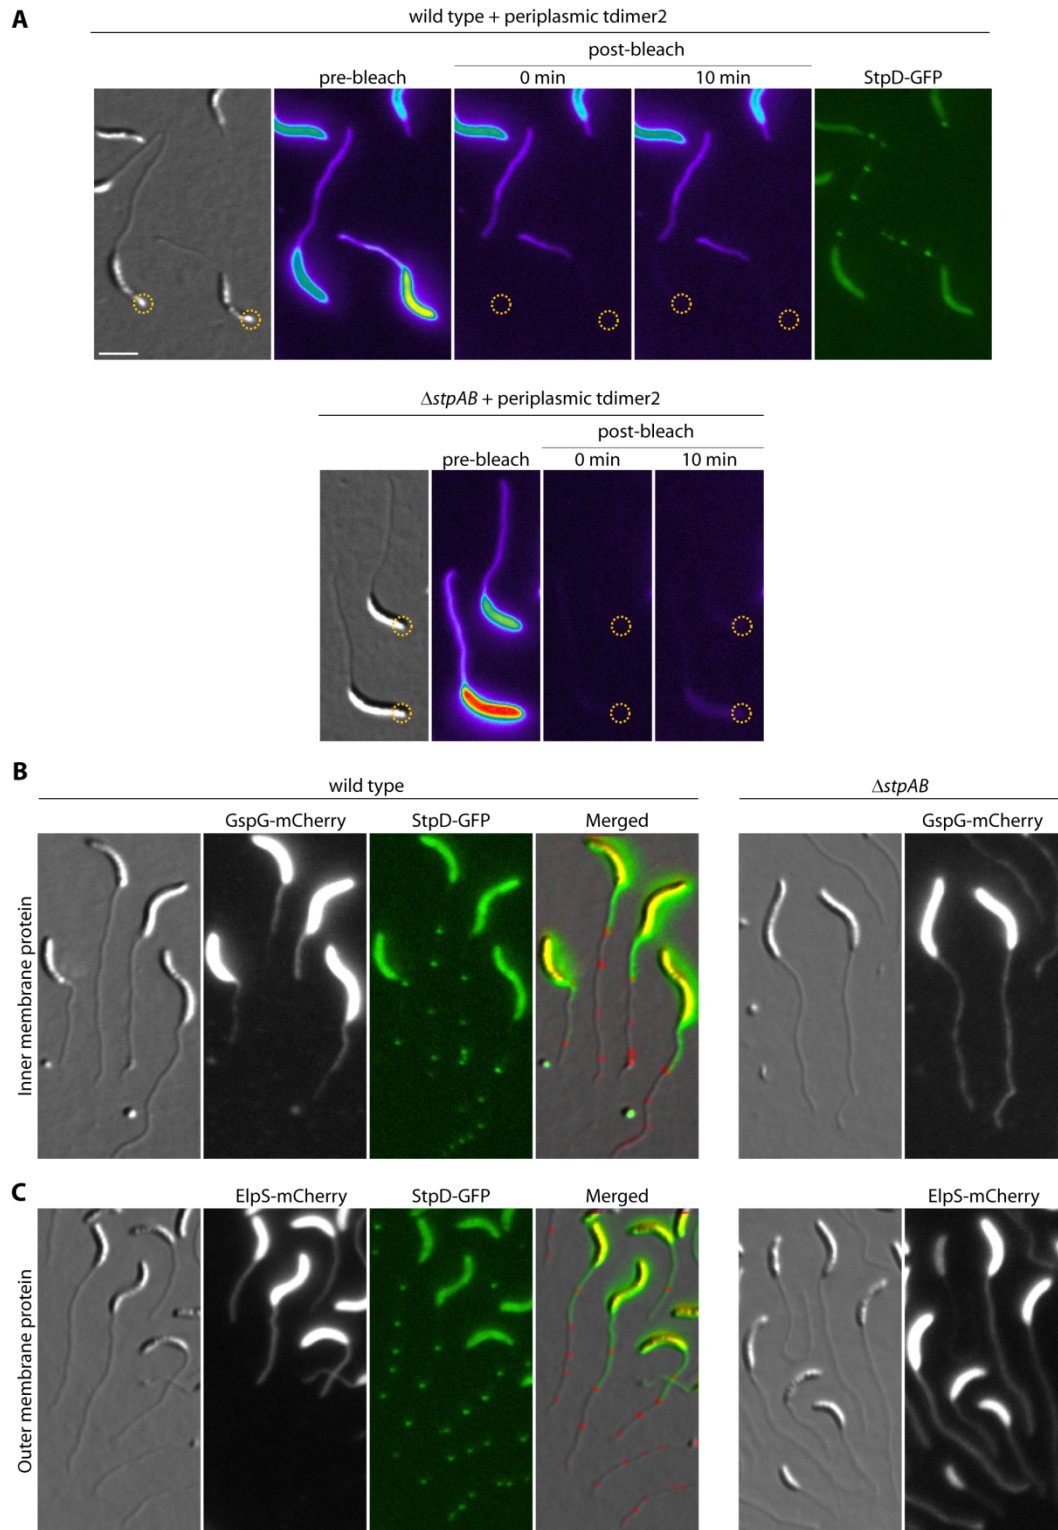 A
wild type + periplasmic tdimer2
post-bleach
pre-bleach 0 min 10 min StpD-GFP
ΔstpAB + periplasmic tdimer2
post-bleach
pre-bleach 0 min 10 min
B
wild type ΔstpAB
GspG-mCherry StpD-GFP Merged GspG-mCherry
Inner membrane protein
C
ElpS-mCherry StpD-GFP Merged ElpS-mCherry
Outer membrane protein